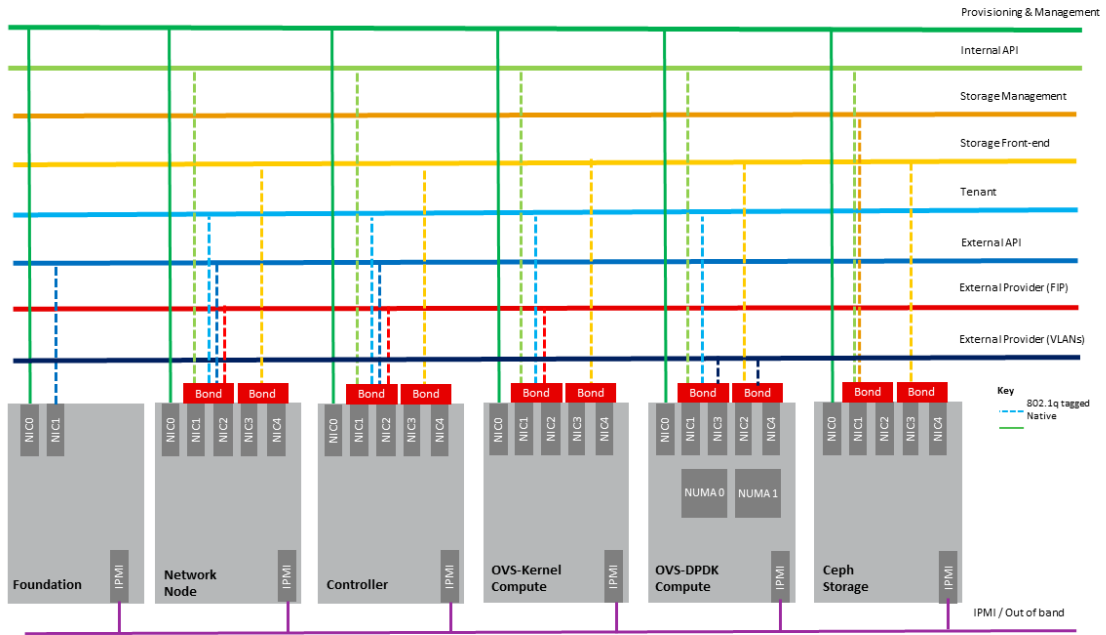 Provisioning & Management
Internal API
Storage Management
Storage Front-end
Tenant
External API
External Provider (FIP)
External Provider (VLANs)
Key
802.1q tagged
Native
Bond Bond
Bond Bond
Bond Bond
Bond Bond
Bond Bond
NIC0 NIC1
NIC0 NIC1 NIC2 NIC3 NIC4
NIC0 NIC1 NIC2 NIC3 NIC4
NIC0 NIC1 NIC2 NIC3 NIC4
NIC0 NIC1 NIC3 NIC2 NIC4
NIC0 NIC1 NIC2 NIC3 NIC4
NUMA 0 NUMA 1
Foundation
IPMI
Network
Node
IPMI
Controller
IPMI
OVS-Kernel
Compute
IPMI
OVS-DPDK
Compute
IPMI
Ceph
Storage
IPMI
IPMI / Out of band